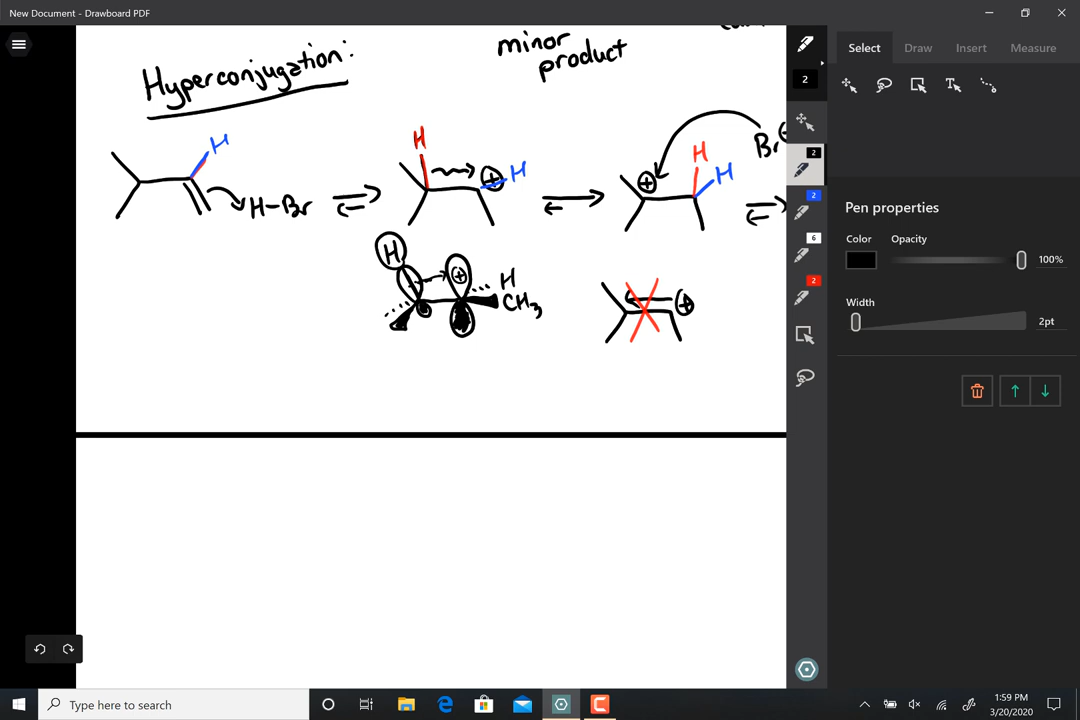 New Document - Drawboard PDF
minor
product
Hyperconjugation:
H
H-Br
H
⊕
H
⊕
H
H
Br
H
⊕
H
CH3
⊕
2
2
2
6
2
Select
Draw
Insert
Measure
Pen properties
Color
Opacity
100%
Width
2pt
Type here to search
1:59 PM
3/20/2020